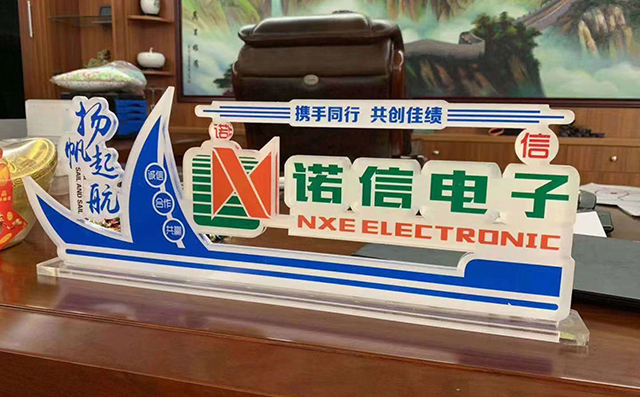 携手同行 共创佳绩
扬帆起航
SAIL AND SAIL
诚信
合作
共赢
诺
信
诺信电子
NXE ELECTRONIC